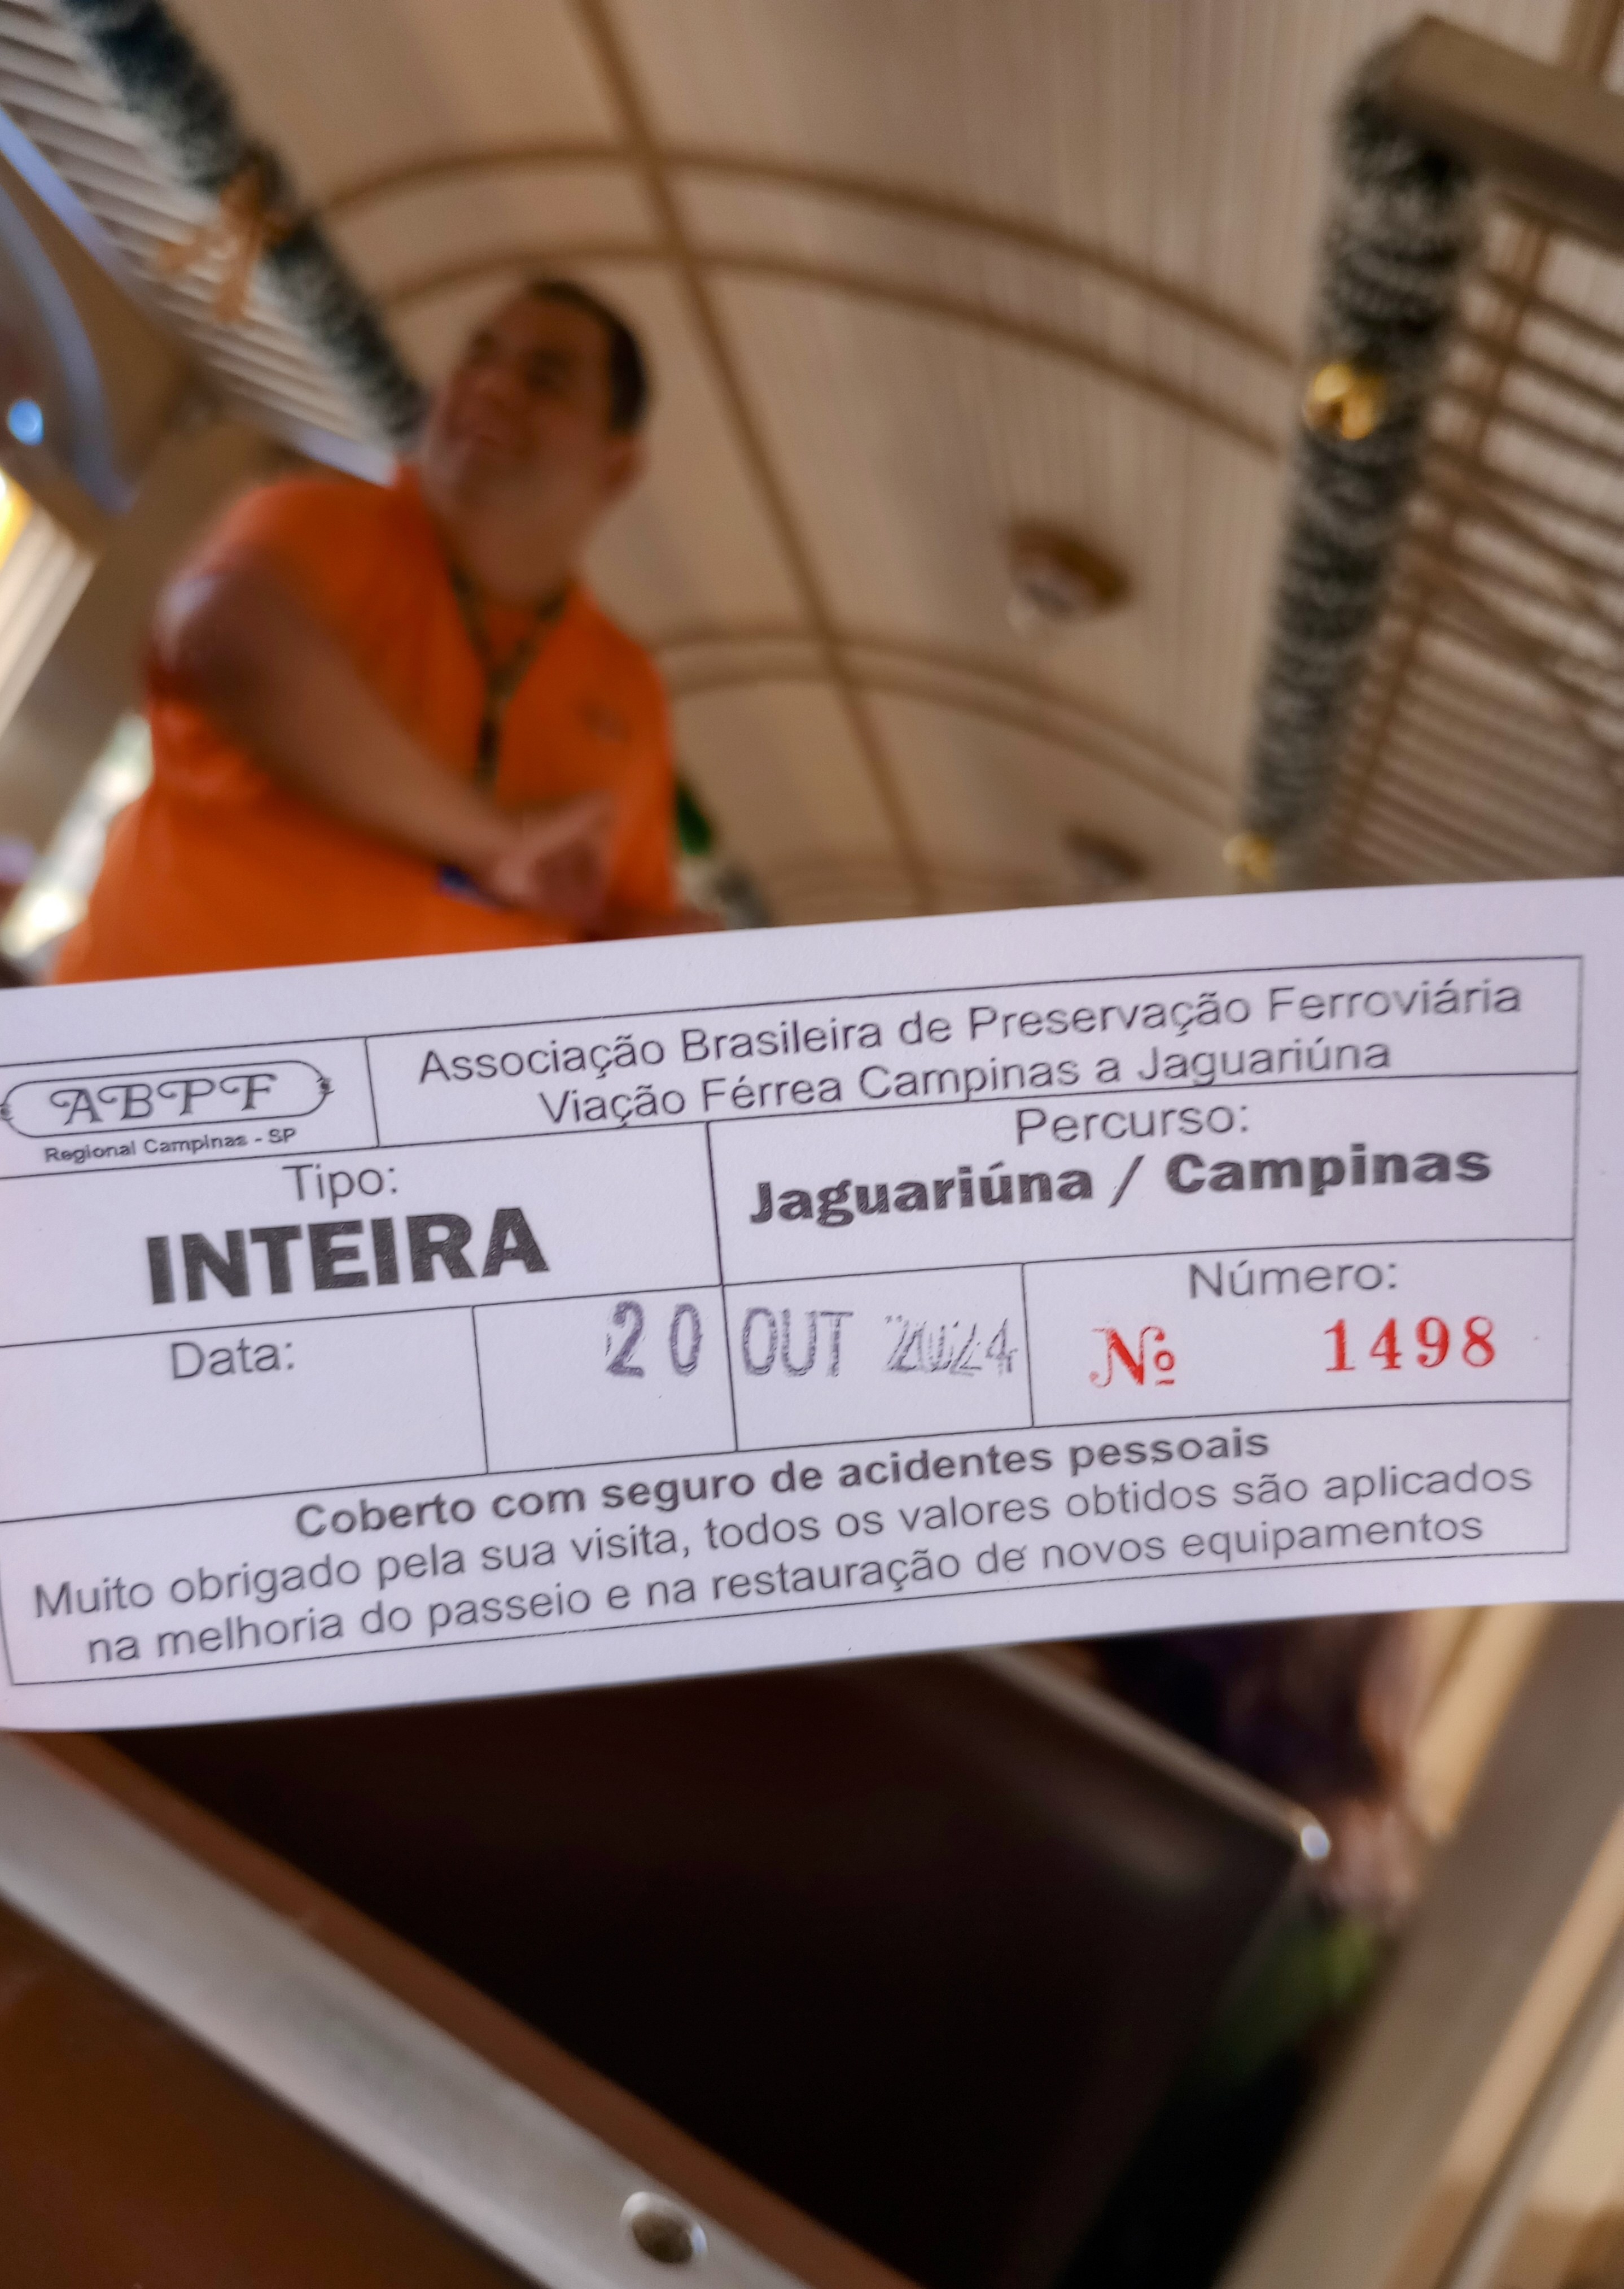 ABPF
Regional Campinas - SP
Associação Brasileira de Preservação Ferroviária
Viação Férrea Campinas a Jaguariúna
Tipo:
INTEIRA
Percurso:
Jaguariúna / Campinas
Data:
20 OUT 2024
Número:
Nº 1498
Coberto com seguro de acidentes pessoais
Muito obrigado pela sua visita, todos os valores obtidos são aplicados
na melhoria do passeio e na restauração de novos equipamentos